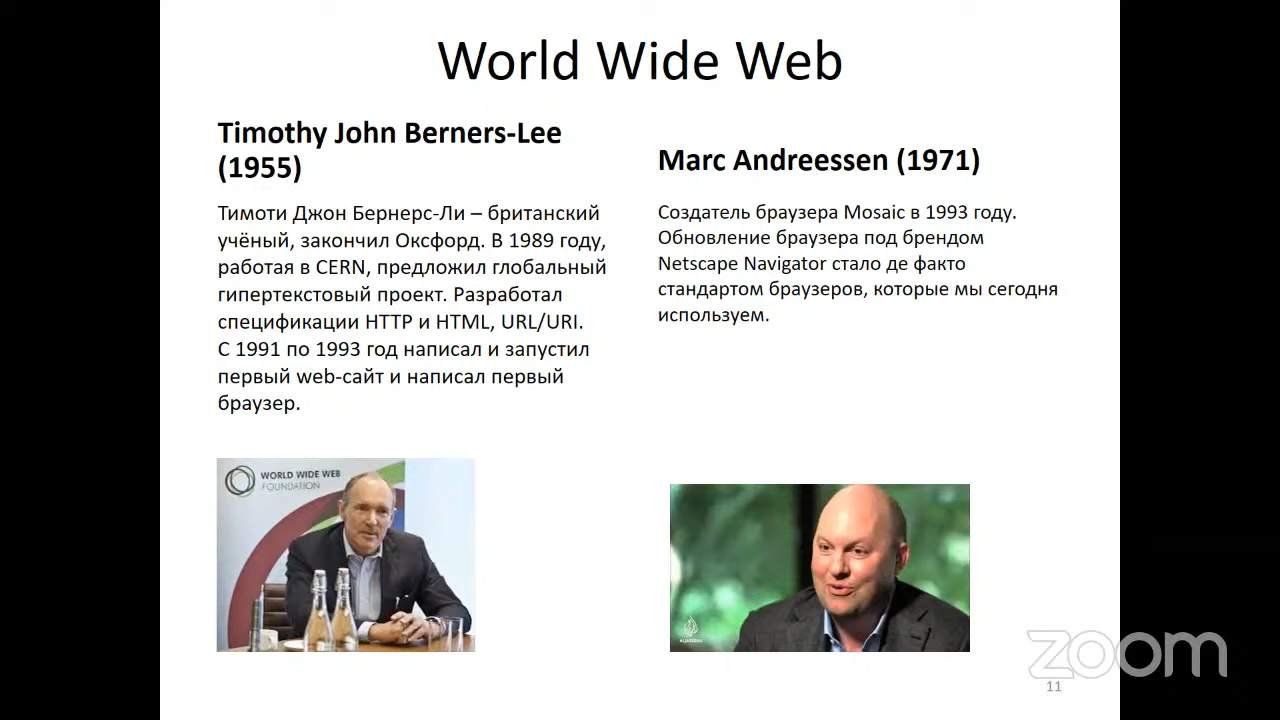 World Wide Web
Timothy John Berners-Lee
(1955)
Тимоти Джон Бернерс-Ли – британский
учёный, закончил Оксфорд. В 1989 году,
работая в CERN, предложил глобальный
гипертекстовый проект. Разработал
спецификации HTTP и HTML, URL/URI.
С 1991 по 1993 год написал и запустил
первый web-сайт и написал первый
браузер.
Marc Andreessen (1971)
Создатель браузера Mosaic в 1993 году.
Обновление браузера под брендом
Netscape Navigator стало де факто
стандартом браузеров, которые мы сегодня
используем.
WORLD WIDE WEB
FOUNDATION
ALJAZEERA
zoom
11